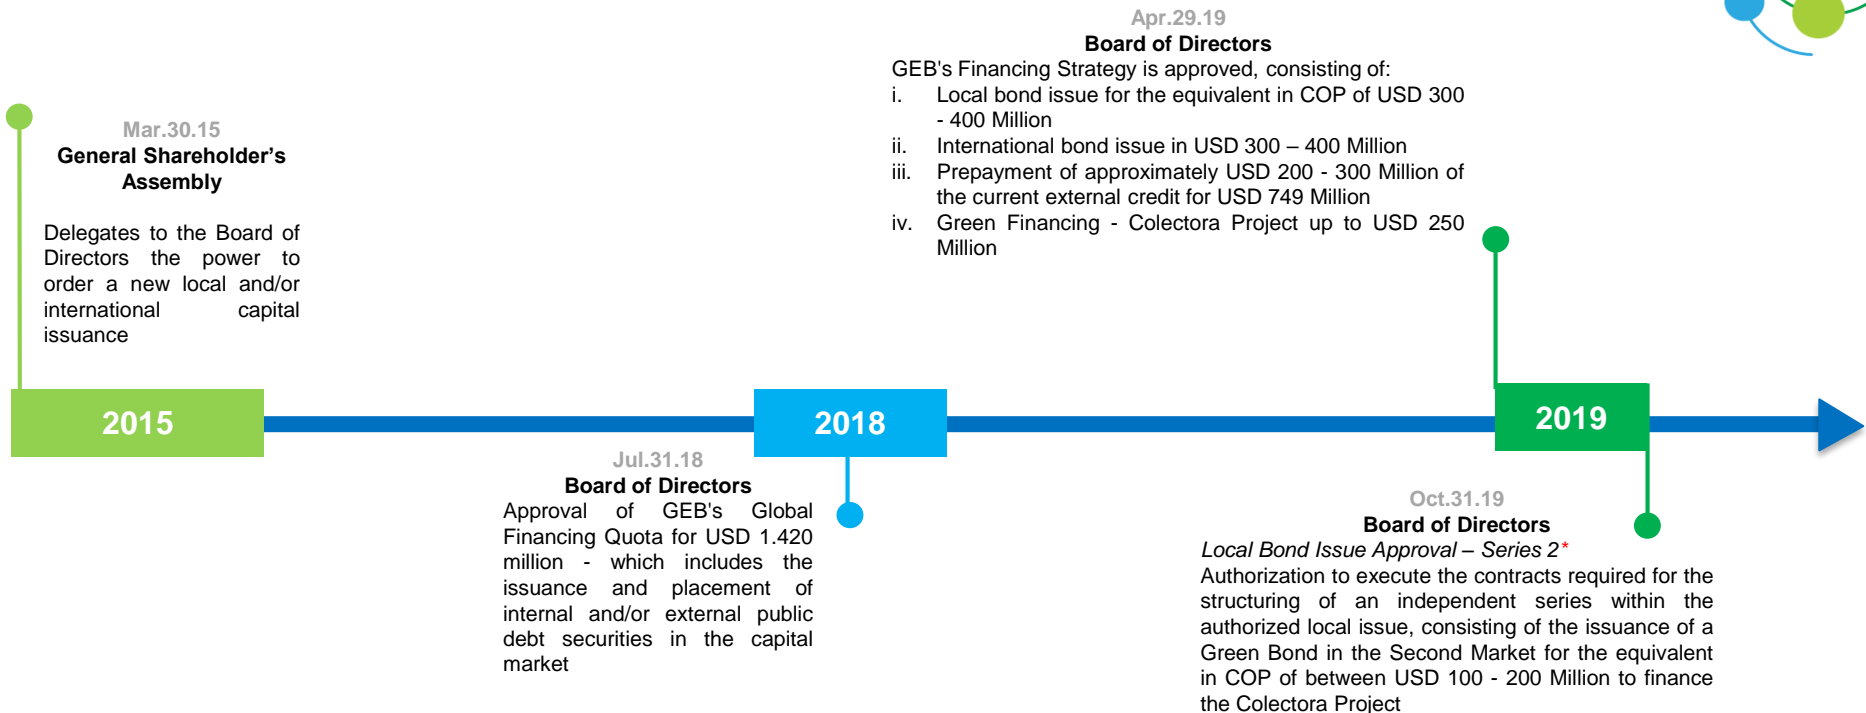 Mar.30.15
General Shareholder’s
Assembly
Delegates to the Board of
Directors the power to
order a new local and/or
international capital
issuance
2015
Jul.31.18
Board of Directors
Approval of GEB's Global
Financing Quota for USD 1.420
million - which includes the
issuance and placement of
internal and/or external public
debt securities in the capital
market
2018
Apr.29.19
Board of Directors
GEB's Financing Strategy is approved, consisting of:
i. Local bond issue for the equivalent in COP of USD 300
- 400 Million
ii. International bond issue in USD 300 – 400 Million
iii. Prepayment of approximately USD 200 - 300 Million of
the current external credit for USD 749 Million
iv. Green Financing - Colectora Project up to USD 250
Million
2019
Oct.31.19
Board of Directors
Local Bond Issue Approval – Series 2*
Authorization to execute the contracts required for the
structuring of an independent series within the
authorized local issue, consisting of the issuance of a
Green Bond in the Second Market for the equivalent
in COP of between USD 100 - 200 Million to finance
the Colectora Project